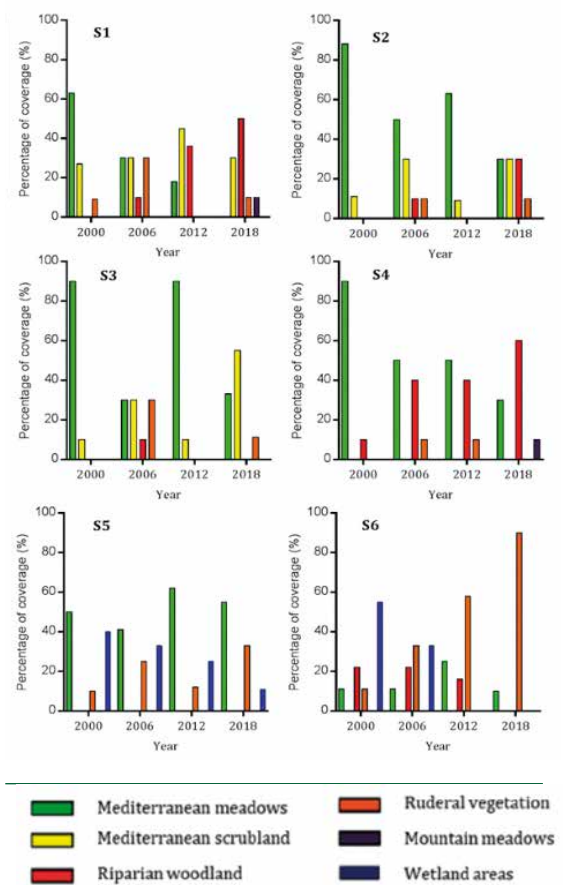 S1
Percentage of coverage (%)
100
80
60
40
20
0
2000 2006 2012 2018
Year
S2
Percentage of coverage (%)
100
80
60
40
20
0
2000 2006 2012 2018
Year
S3
Percentage of coverage (%)
100
80
60
40
20
0
2000 2006 2012 2018
Year
S4
Percentage of coverage (%)
100
80
60
40
20
0
2000 2006 2012 2018
Year
S5
Percentage of coverage (%)
100
80
60
40
20
0
2000 2006 2012 2018
Year
S6
Percentage of coverage (%)
100
80
60
40
20
0
2000 2006 2012 2018
Year
Mediterranean meadows
Mediterranean scrubland
Riparian woodland
Ruderal vegetation
Mountain meadows
Wetland areas